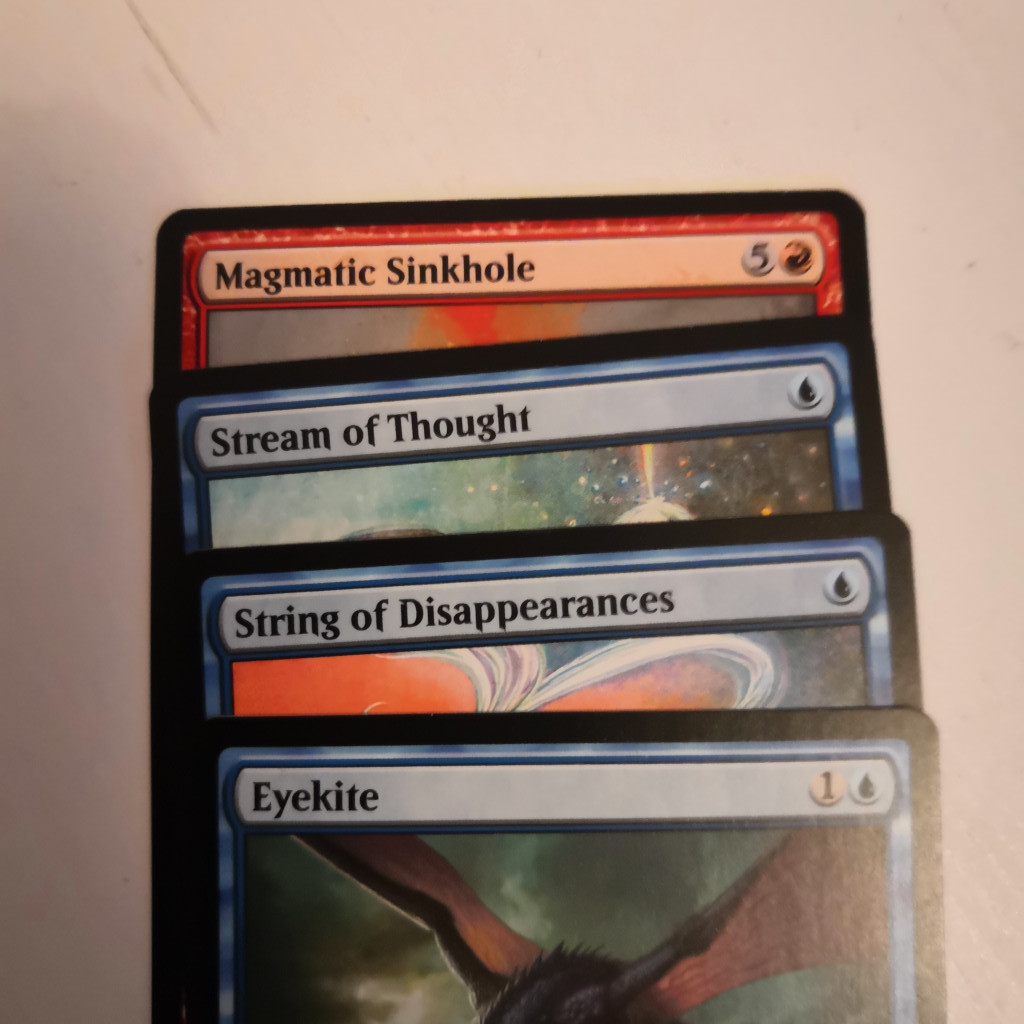 Magmatic Sinkhole 5
Stream of Thought
String of Disappearances
Eyekite 1